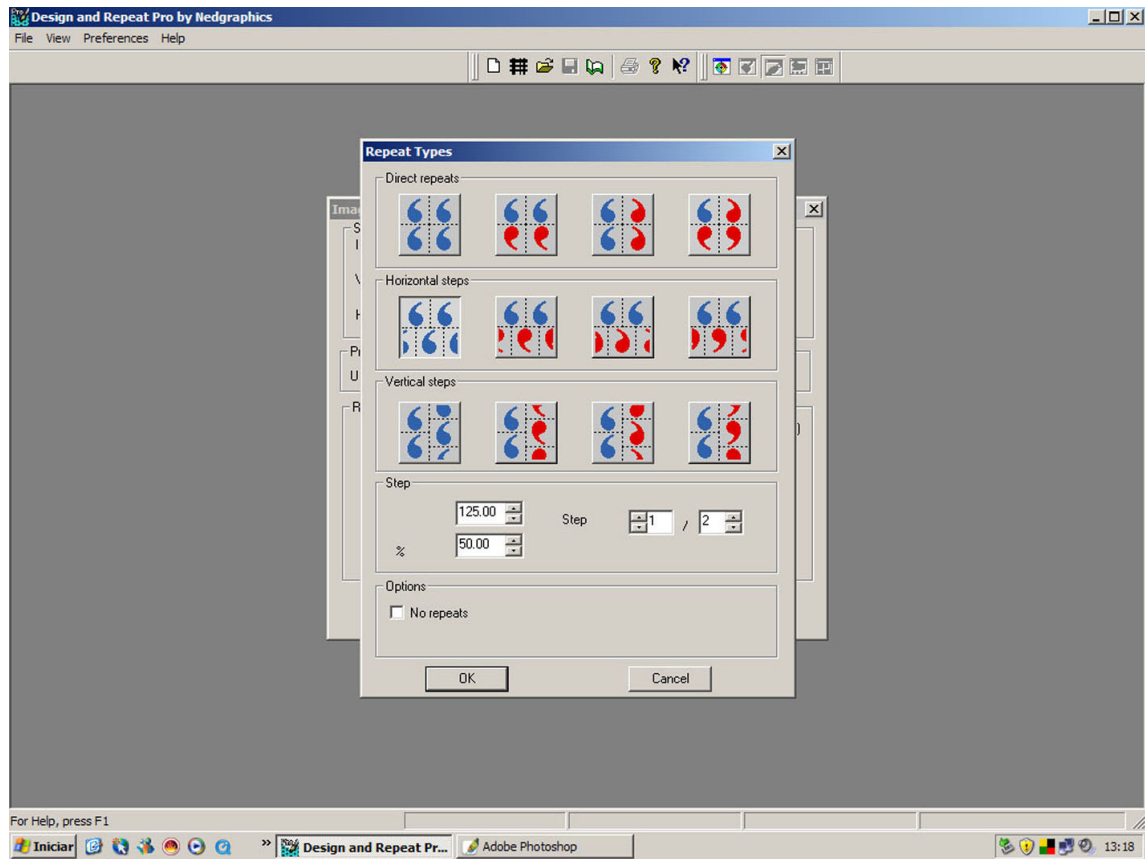 Design and Repeat Pro by Nedgraphics
File View Preferences Help
Repeat Types
Direct repeats
Imag
S
I
V
Horizontal steps
H
P
U
Vertical steps
R
)
Step
125.00
Step
1 / 2
%
50.00
Options
No repeats
OK Cancel
For Help, press F1
Iniciar » Design and Repeat Pr... Adobe Photoshop 13:18